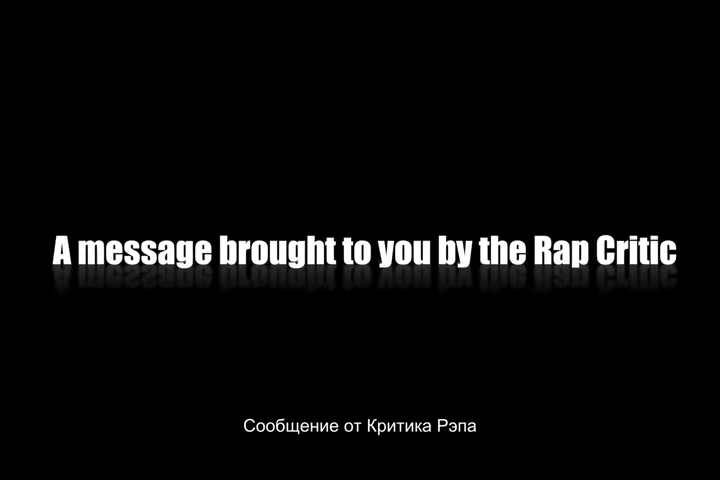 A message brought to you by the Rap Critic
Сообщение от Критика Рэпа